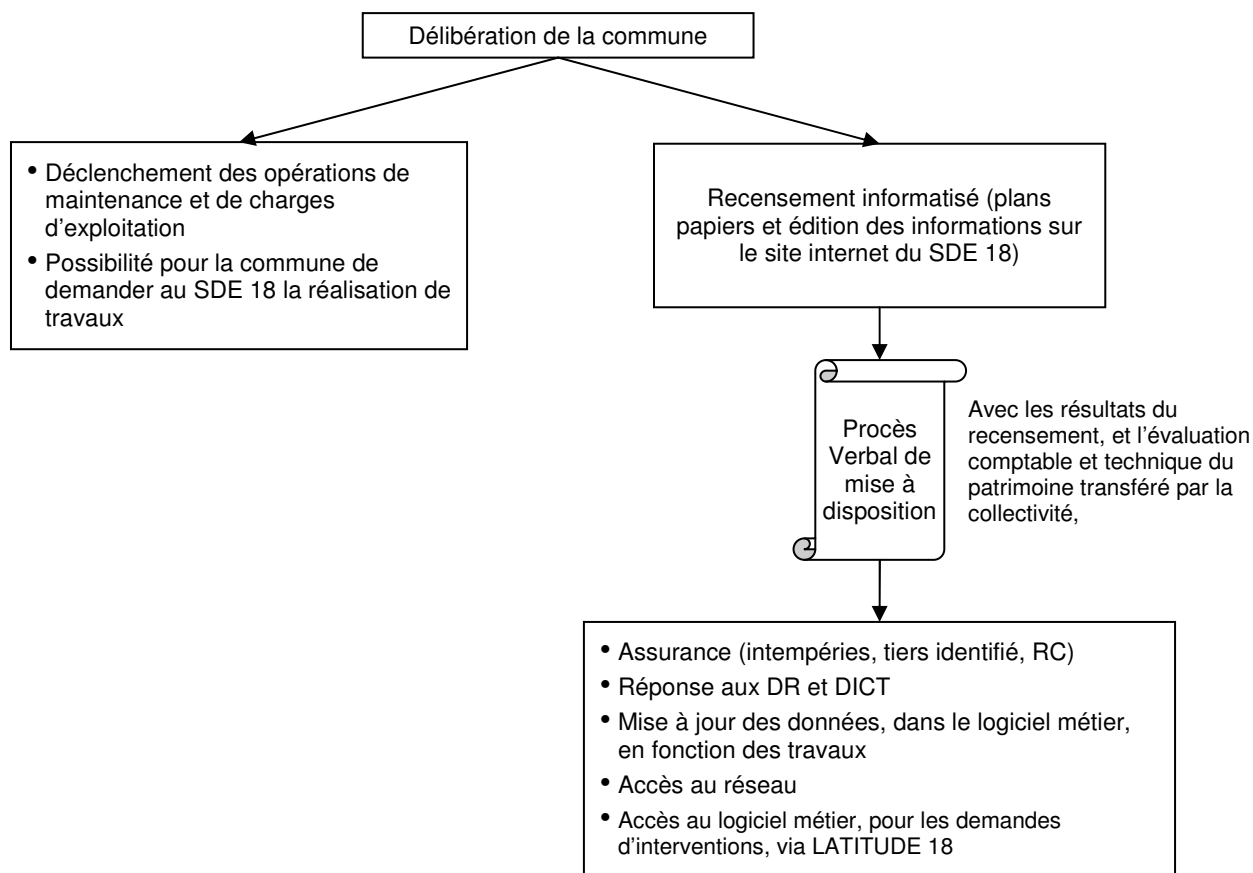 Délibération de la commune
• Déclenchement des opérations de
maintenance et de charges
d'exploitation
• Possibilité pour la commune de
demander au SDE 18 la réalisation de
travaux
Recensement informatisé (plans
papiers et édition des informations sur
le site internet du SDE 18)
Procès
Verbal de
mise à
disposition
Avec les résultats du
recensement, et l'évaluation
comptable et technique du
patrimoine transféré par la
collectivité,
• Assurance (intempéries, tiers identifié, RC)
• Réponse aux DR et DICT
• Mise à jour des données, dans le logiciel métier,
en fonction des travaux
• Accès au réseau
• Accès au logiciel métier, pour les demandes
d'interventions, via LATITUDE 18